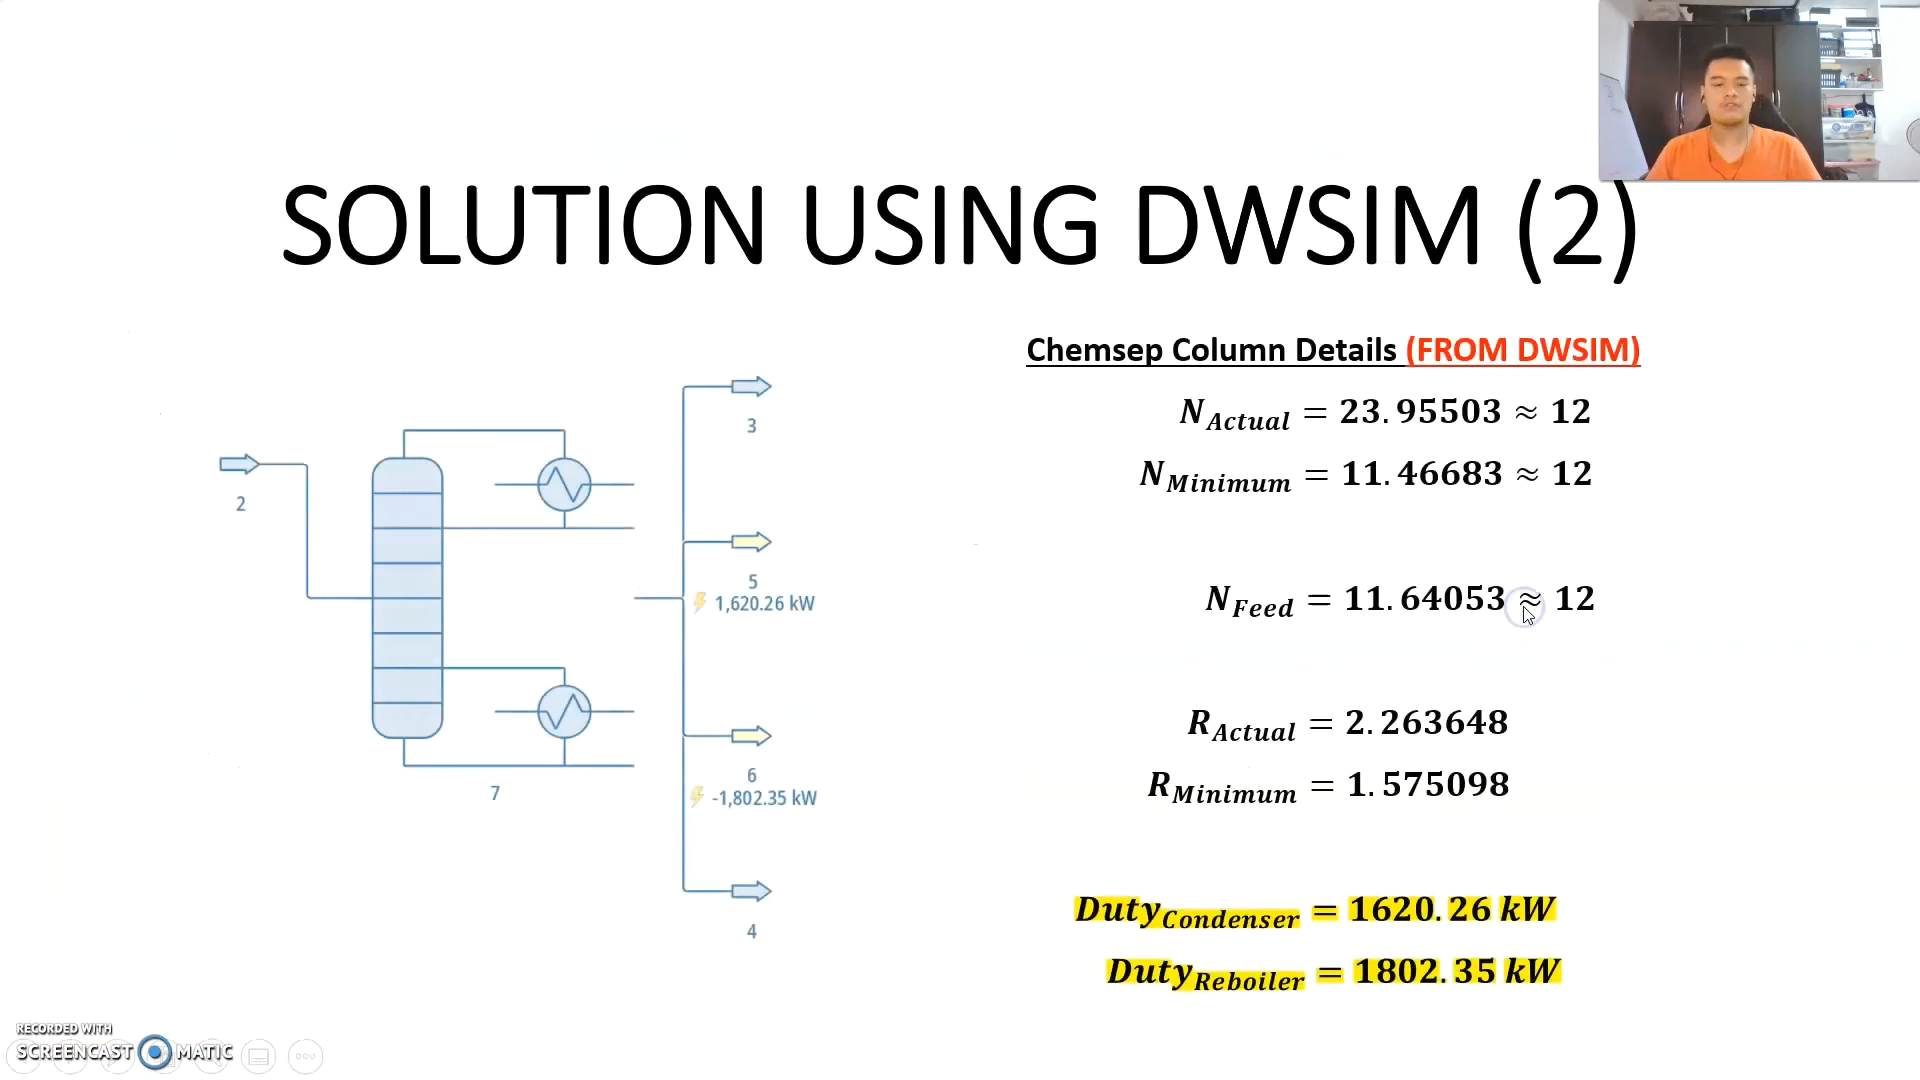 SOLUTION USING DWSIM (2)
Chemsep Column Details (FROM DWSIM)
N_Actual = 23.95503 ≈ 12
N_Minimum = 11.46683 ≈ 12
N_Feed = 11.64053 ≈ 12
R_Actual = 2.263648
R_Minimum = 1.575098
Duty_Condenser = 1620.26 kW
Duty_Reboiler = 1802.35 kW
2
3
5
1,620.26 kW
6
-1,802.35 kW
7
4
RECORDED WITH
SCREENCAST MATIC